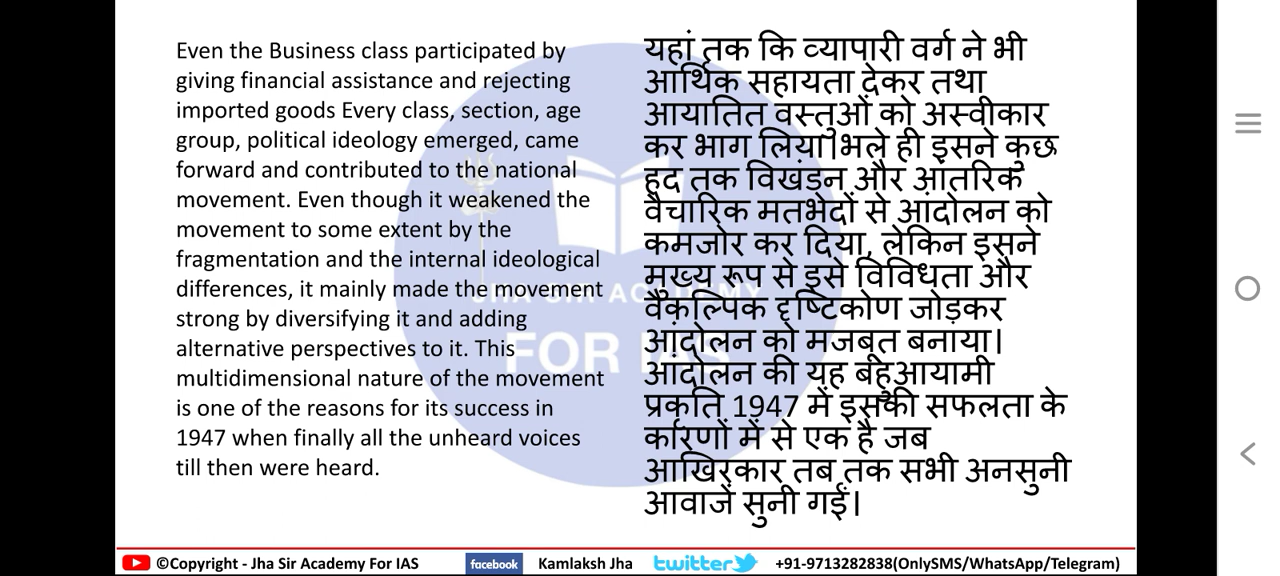 Even the Business class participated by
giving financial assistance and rejecting
imported goods Every class, section, age
group, political ideology emerged, came
forward and contributed to the national
movement. Even though it weakened the
movement to some extent by the
fragmentation and the internal ideological
differences, it mainly made the movement
strong by diversifying it and adding
alternative perspectives to it. This
multidimensional nature of the movement
is one of the reasons for its success in
1947 when finally all the unheard voices
till then were heard.
यहां तक कि व्यापारी वर्ग ने भी
आर्थिक सहायता देकर तथा
आयातित वस्तुओं को अस्वीकार
कर भाग लिया।भले ही इसने कुछ
हद तक विखंडन और आंतरिक
वैचारिक मतभेदों से आंदोलन को
कमजोर कर दिया, लेकिन इसने
मुख्य रूप से इसे विविधता और
वैकल्पिक दृष्टिकोण जोड़कर
आंदोलन को मजबूत बनाया।
आंदोलन की यह बहुआयामी
प्रकृति 1947 में इसकी सफलता के
कारणों में से एक है जब
आखिरकार तब तक सभी अनसुनी
आवाजें सुनी गईं।
JHA SIR ACADEMY
FOR IAS
©Copyright - Jha Sir Academy For IAS facebook Kamlaksh Jha twitter +91-9713282838(OnlySMS/WhatsApp/Telegram)